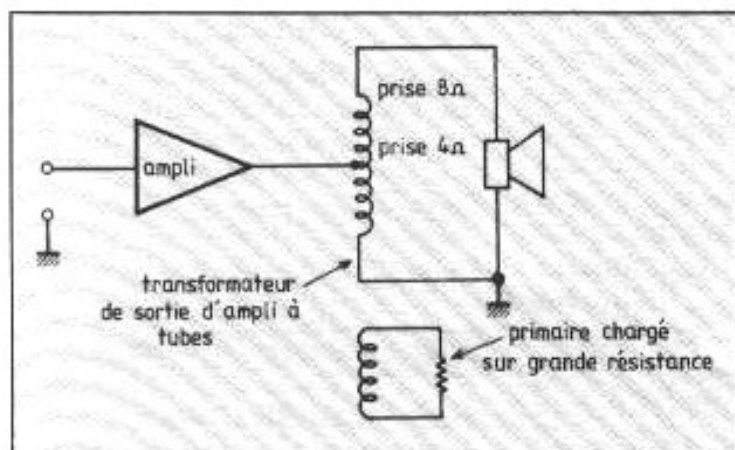 prise 8Ω
prise 4Ω
ampli
transformateur
de sortie d'ampli à
tubes
primaire chargé
sur grande résistance